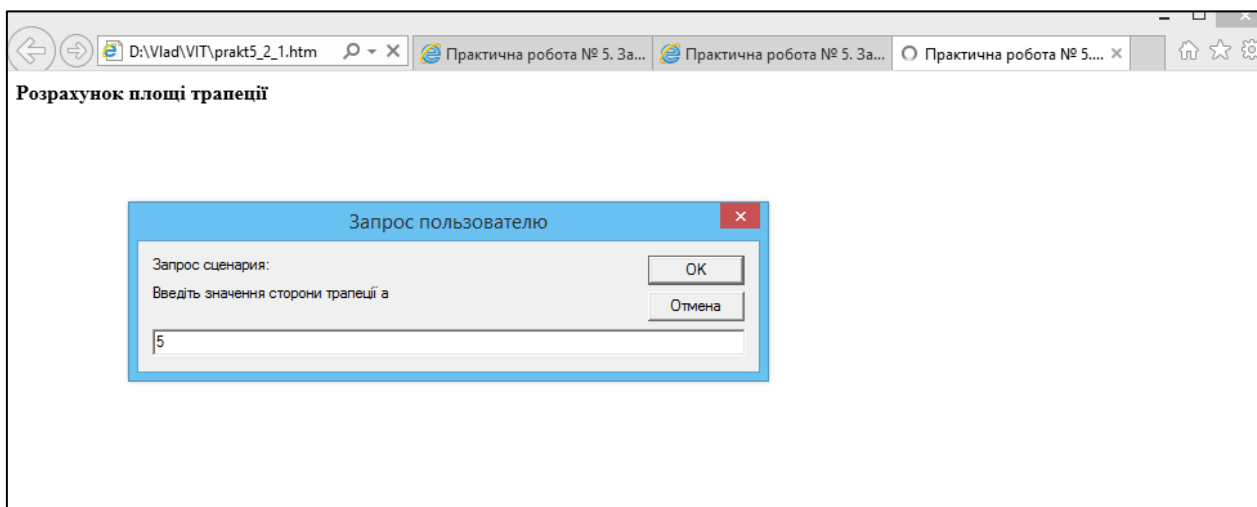 D:\Vlad\VIT\prakt5_2_1.htm
Практична робота № 5. За...
Практична робота № 5. За...
Практична робота № 5....
Розрахунок площі трапеції
Запрос пользователю
Запрос сценария:
OK
Введіть значення сторони трапеції а
Отмена
5